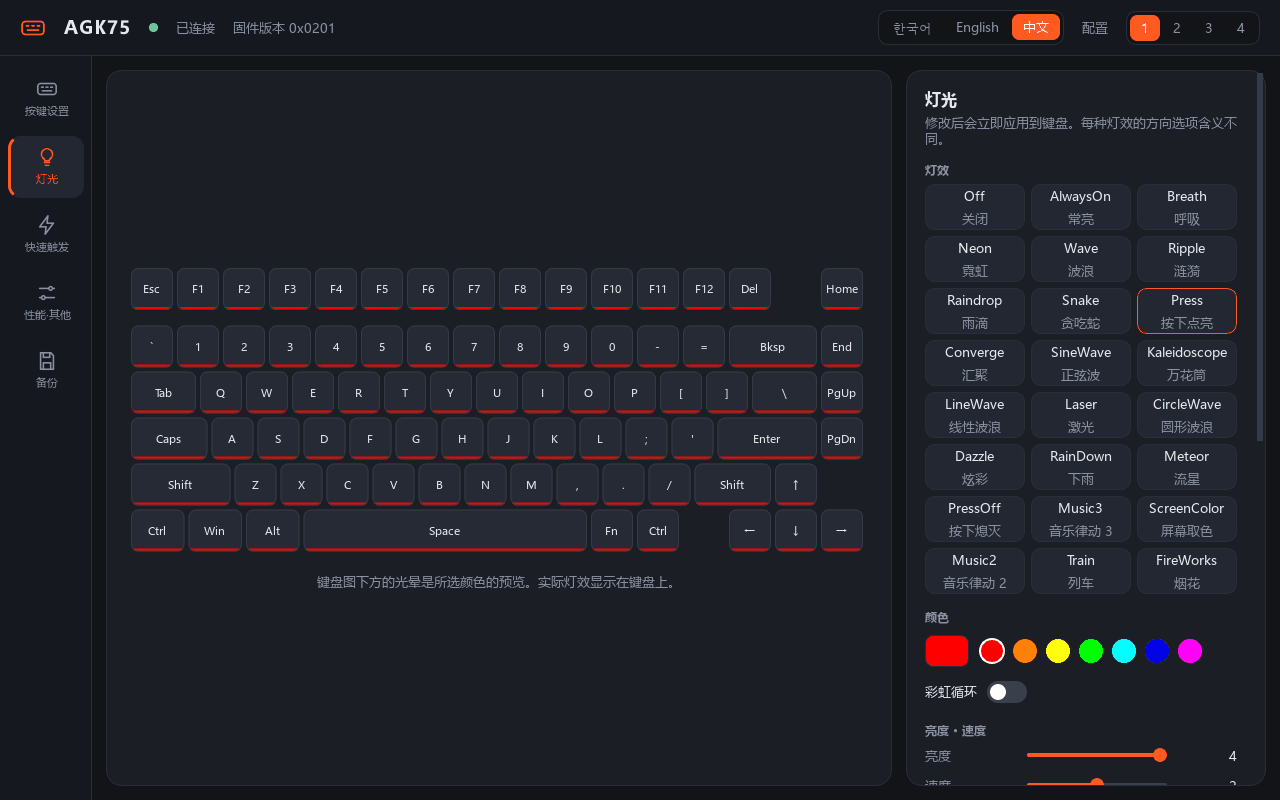 AGK75 已连接 固件版本 0x0201 한국어 English 中文 配置 1 2 3 4
按键设置
灯光
快速触发
性能·其他
备份
Esc F1 F2 F3 F4 F5 F6 F7 F8 F9 F10 F11 F12 Del Home
` 1 2 3 4 5 6 7 8 9 0 - = Bksp End
Tab Q W E R T Y U I O P [ ] \ PgUp
Caps A S D F G H J K L ; ' Enter PgDn
Shift Z X C V B N M , . / Shift ↑
Ctrl Win Alt Space Fn Ctrl ← ↓ →
键盘图下方的光晕是所选颜色的预览。实际灯效显示在键盘上。
灯光
修改后会立即应用到键盘。每种灯效的方向选项含义不
同。
灯效
Off AlwaysOn Breath
关闭 常亮 呼吸
Neon Wave Ripple
霓虹 波浪 涟漪
Raindrop Snake Press
雨滴 贪吃蛇 按下点亮
Converge SineWave Kaleidoscope
汇聚 正弦波 万花筒
LineWave Laser CircleWave
线性波浪 激光 圆形波浪
Dazzle RainDown Meteor
炫彩 下雨 流星
PressOff Music3 ScreenColor
按下熄灭 音乐律动 3 屏幕取色
Music2 Train FireWorks
音乐律动 2 列车 烟花
颜色
彩虹循环
亮度·速度
亮度 4